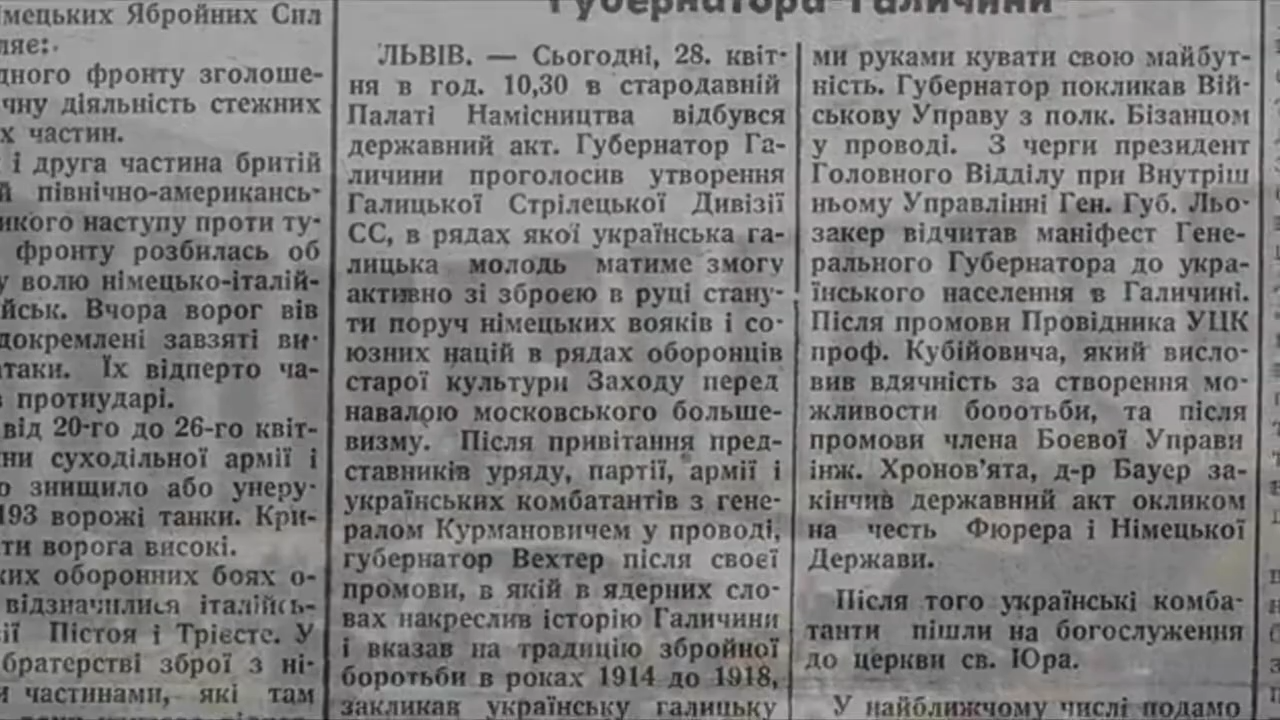 імецьких Ябройних Сил
ляє:
дного фронту зголоше-
ичну діяльність стежних
х частин.
і і друга частина бритій
й північно-американсь-
икого наступу проти ту-
фронту розбилась об
у волю німецько-італій-
йськ. Вчора ворог вів
докремлені завзяті ви-
таки. Їх відперто ча-
в протиударі.
від 20-го до 26-го квіт-
ни суходільної армії і
о знищило або унеру-
193 ворожі танки. Кри-
ти ворога високі.
ких оборонних боях о-
відзначилися італійсь-
ії Пістоя і Трієсте. У
братерстві зброї з ні-
и частинами, які там
Губернатора Галичини
ЛЬВІВ. — Сьогодні, 28. квіт-
ня в год. 10,30 в стародавній
Палаті Намісництва відбувся
державний акт. Губернатор Га-
личини проголосив утворення
Галицької Стрілецької Дивізії
СС, в рядах якої українська га-
лицька молодь матиме змогу
активно зі зброєю в руці стану-
ти поруч німецьких вояків і со-
юзних націй в рядах оборонців
старої культури Заходу перед
навалою московського больше-
визму. Після привітання пред-
ставників уряду, партії, армії і
українських комбатантів з гене-
ралом Курмановичем у проводі,
губернатор Вехтер після своєї
промови, в якій в ядерних сло-
вах накреслив історію Галичини
і вказав на традицію збройної
боротьби в роках 1914 до 1918,
закликав українську галицьку
ми руками кувати свою майбут-
ність. Губернатор покликав Вій-
ськову Управу з полк. Бізанцом
у проводі. З черги президент
Головного Відділу при Внутріш
ньому Управлінні Ген. Губ. Льо-
закер відчитав маніфест Гене-
рального Губернатора до укра-
їнського населення в Галичині.
Після промови Провідника УЦК
проф. Кубійовича, який висло-
вив вдячність за створення мо-
жливости боротьби, та після
промови члена Боєвої Управи
інж. Хронов'ята, д-р Бауер за-
кінчив державний акт окликом
на честь Фюрера і Німецької
Держави.
Після того українські комба-
танти пішли на богослуження
до церкви св. Юра.
У найближчому числі подамо